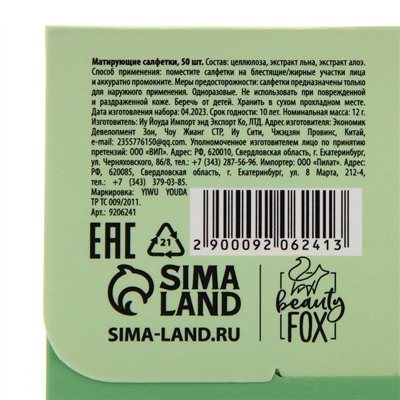 Матирующие салфетки, 50 шт. Состав: целлюлоза, экстракт льна, экстракт алоэ.
Способ применения: поместите салфетки на блестящие/жирные участки лица
и аккуратно промокните. Меры предосторожности: салфетки предназначены только
для наружного применения. Одноразовые. Не использовать при поврежденной
и раздраженной коже. Беречь от детей. Хранить в сухом прохладном месте.
Дата изготовления набора: 04.2023. Срок годности: 10 лет. Номинальная масса: 12 г.
Изготовитель: Иу Йоуда Импорт энд Экспорт Ко, ЛТД. Адрес изготовителя: Экономик
Девелопмент Зон, Чоу Жианг СТР, Иу Сити, Чжэцзян Провинс, Китай,
e-mail: 2355776150@qq.com. Уполномоченное изготовителем лицо по принятию
претензий: ООО «ВИП». Адрес: РФ, 620010, Свердловская область, г. Екатеринбург,
ул. Черняховского, 86/8, тел.: +7 (343) 287-56-96. Импортер: ООО «Пилат». Адрес:
РФ, 620085, Свердловская область, г. Екатеринбург, ул. 8 Марта, 212-4,
тел.: +7 (343) 379-03-85.
Маркировка: YIWU YOUDA
ТР ТС 009/2011.
Арт.: 9206241
EAC
21
2 900092 062413
SIMA
LAND
SIMA-LAND.RU
beauty
FOX